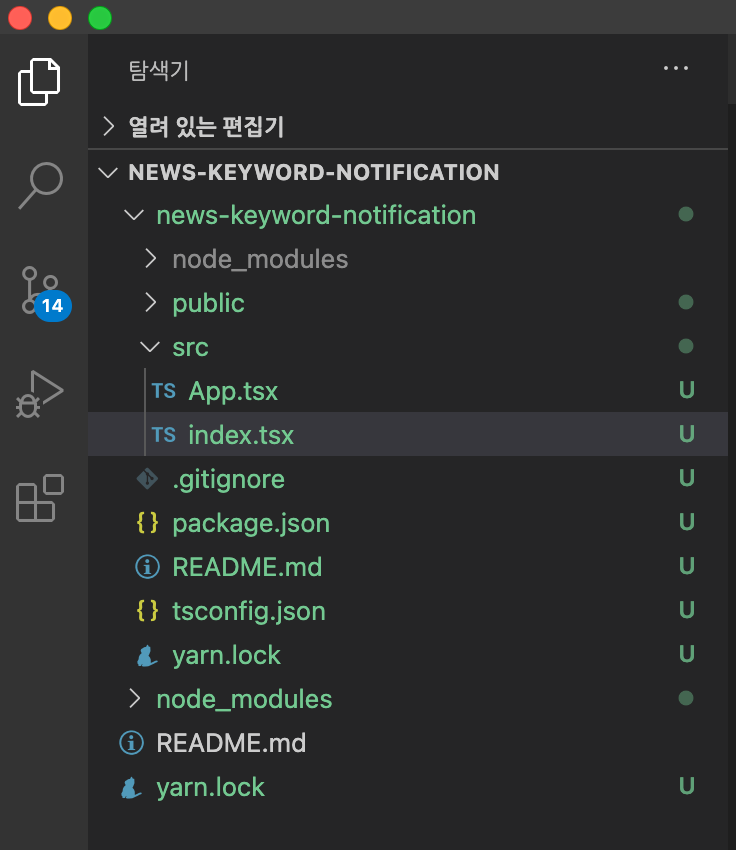 탐색기
열려 있는 편집기
NEWS-KEYWORD-NOTIFICATION
news-keyword-notification
node_modules
public
src
TS App.tsx U
TS index.tsx U
.gitignore U
{} package.json U
README.md U
{} tsconfig.json U
yarn.lock U
node_modules
README.md
yarn.lock U
14